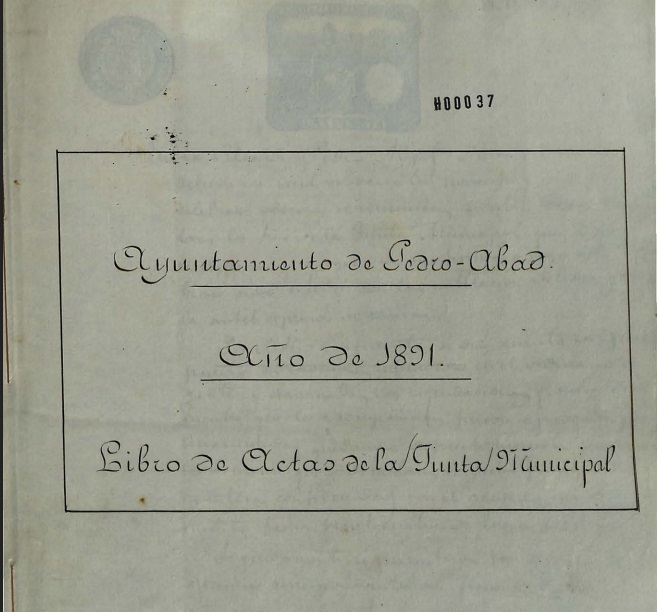 H00037
Ayuntamiento de Pedro-Abad.
Año de 1891.
Libro de Actas de la Junta Municipal